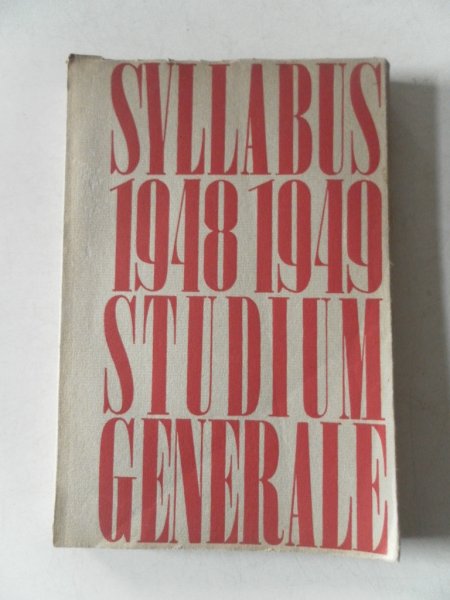 SYLLABUS
1948 1949
STUDIUM
GENERALE